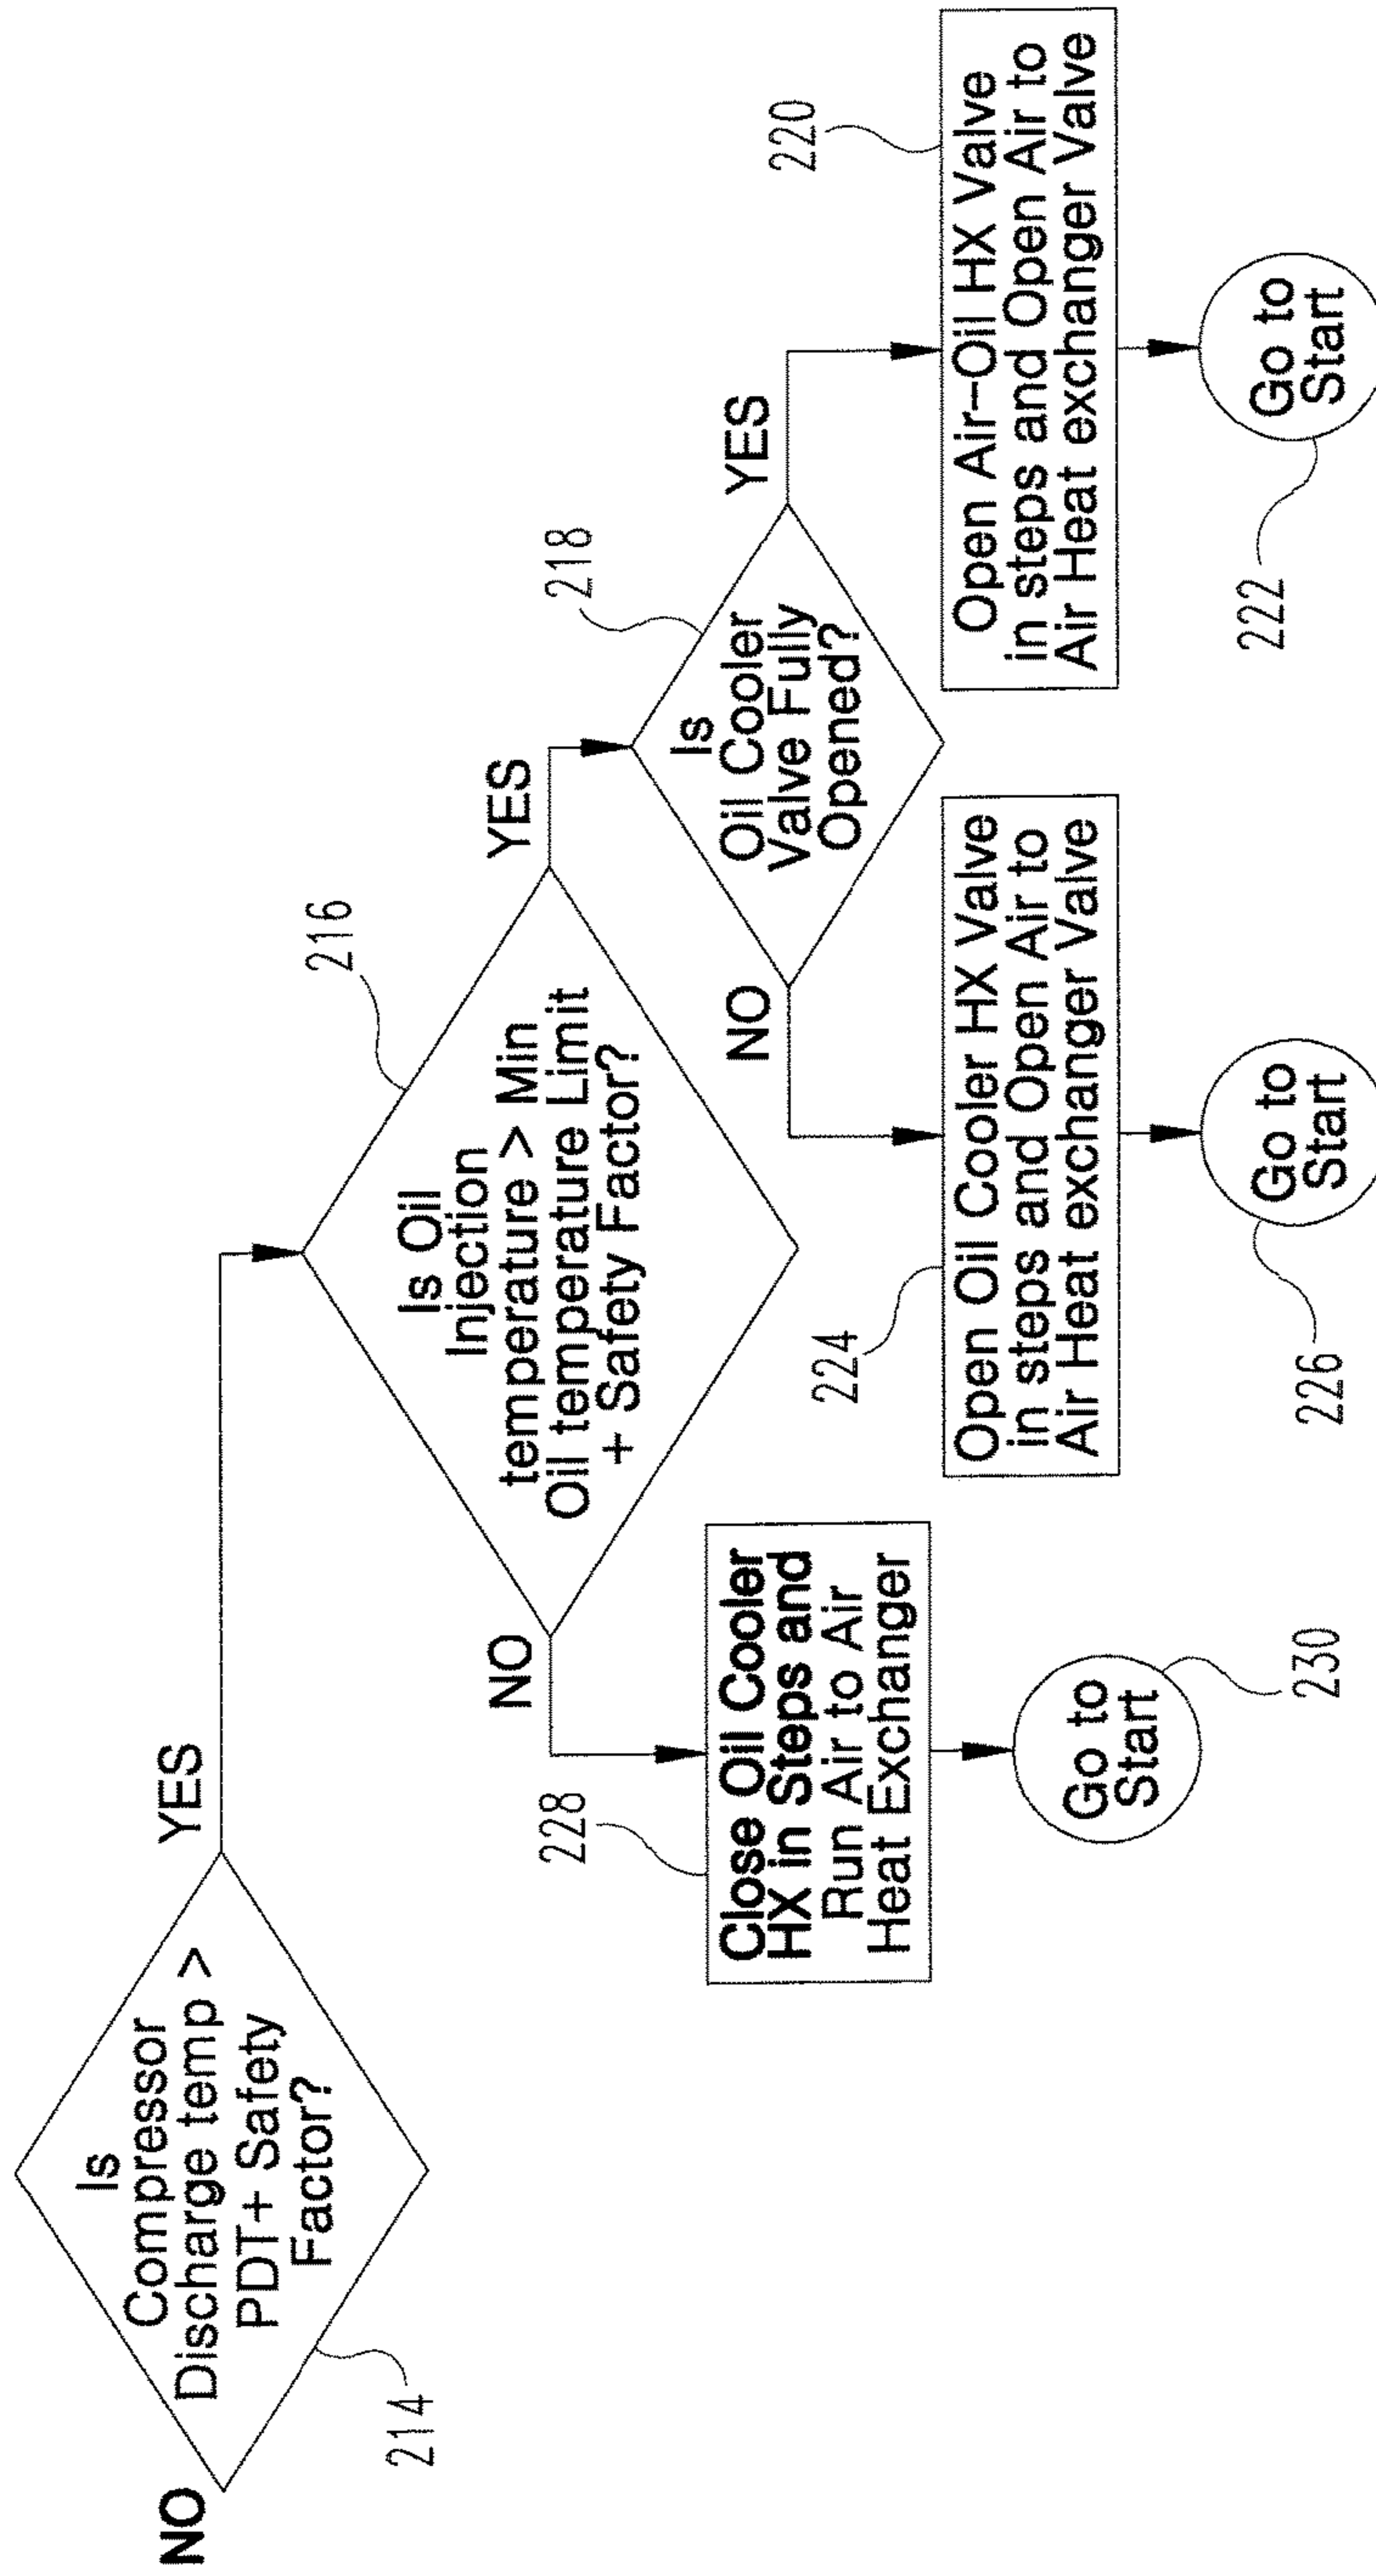 Is
Compressor
Discharge temp >
PDT+ Safety
Factor?
NO
YES
214
Is Oil
Injection
temperature > Min
Oil temperature Limit
+ Safety Factor?
216
NO
YES
Is
Oil Cooler
Valve Fully
Opened?
218
NO
YES
228
Close Oil Cooler
HX in Steps and
Run Air to Air
Heat Exchanger
Go to
Start
230
224
Open Oil Cooler HX Valve
in steps and Open Air to
Air Heat exchanger Valve
Go to
Start
226
220
Open Air–Oil HX Valve
in steps and Open Air to
Air Heat exchanger Valve
Go to
Start
222